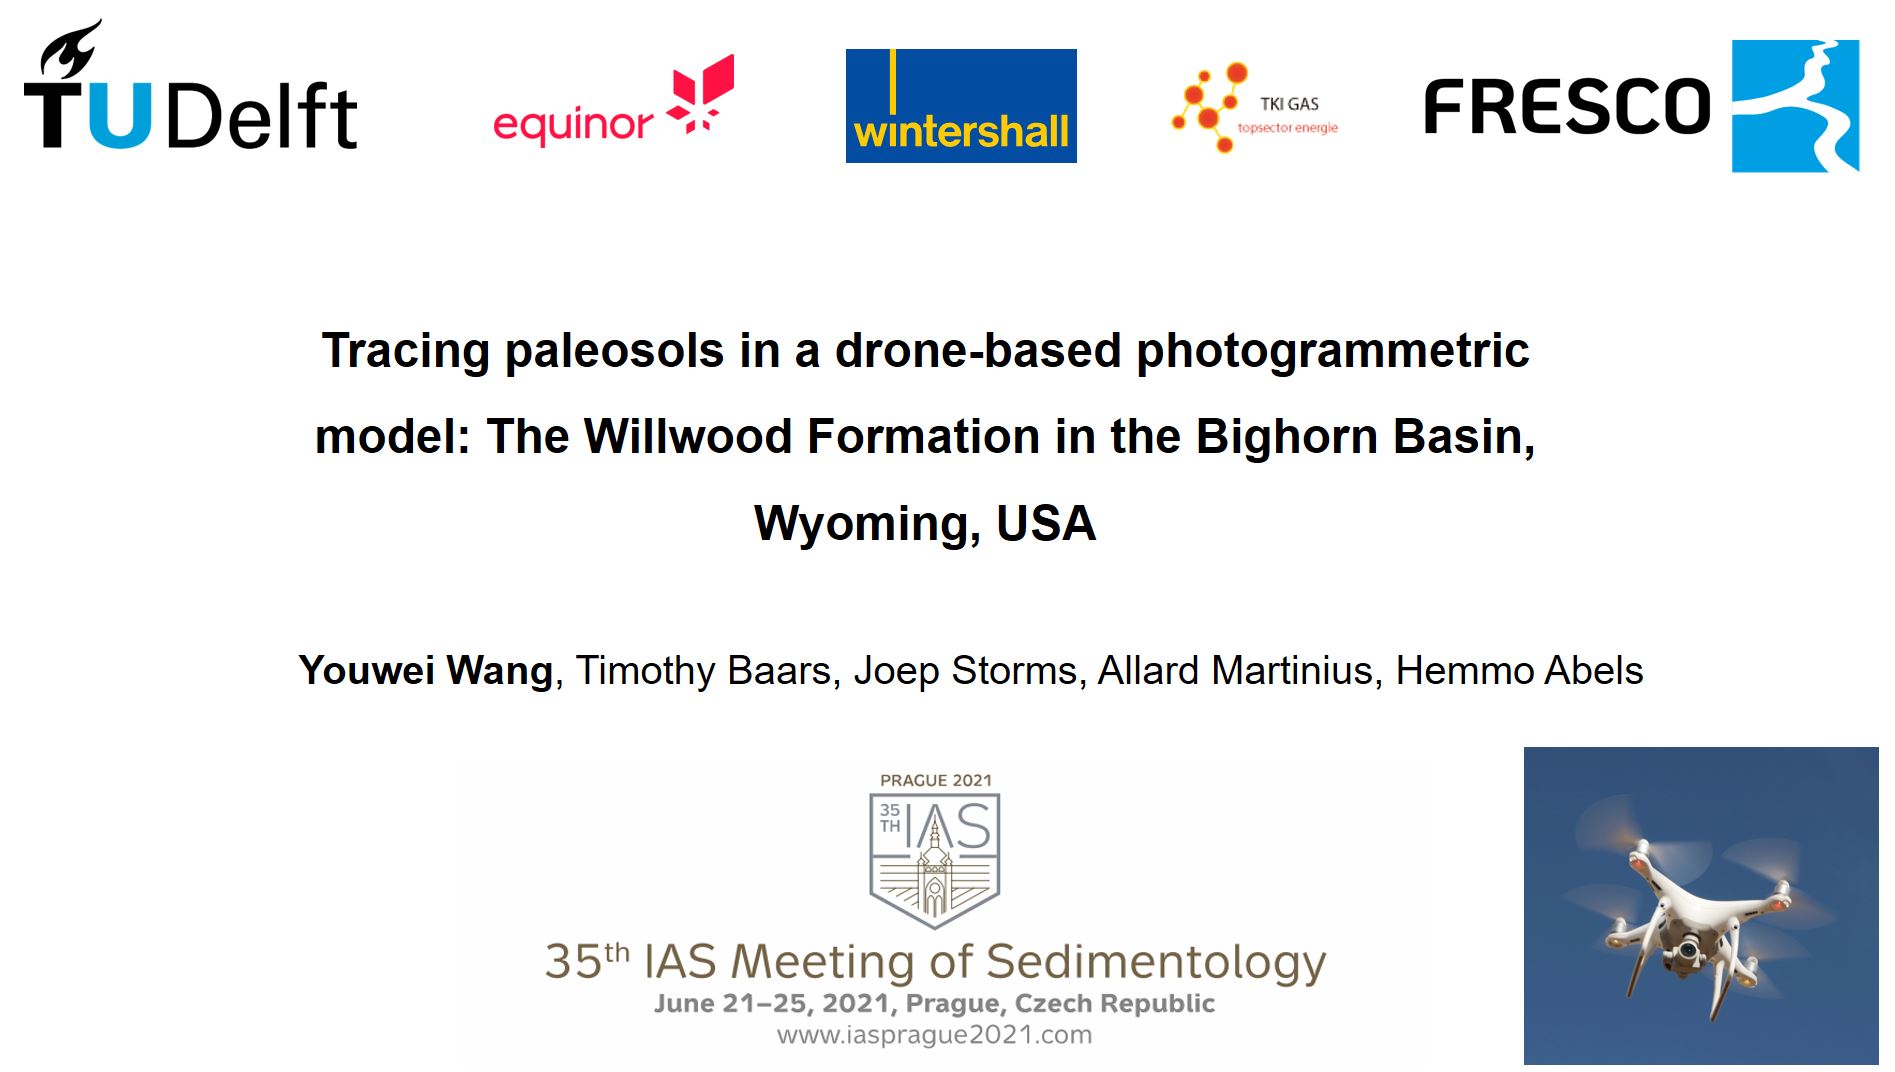 TU Delft
equinor
wintershall
TKI GAS
topsector energie
FRESCO
Tracing paleosols in a drone-based photogrammetric
model: The Willwood Formation in the Bighorn Basin,
Wyoming, USA
Youwei Wang, Timothy Baars, Joep Storms, Allard Martinius, Hemmo Abels
PRAGUE 2021
35
TH
IAS
35th IAS Meeting of Sedimentology
June 21–25, 2021, Prague, Czech Republic
www.iasprague2021.com